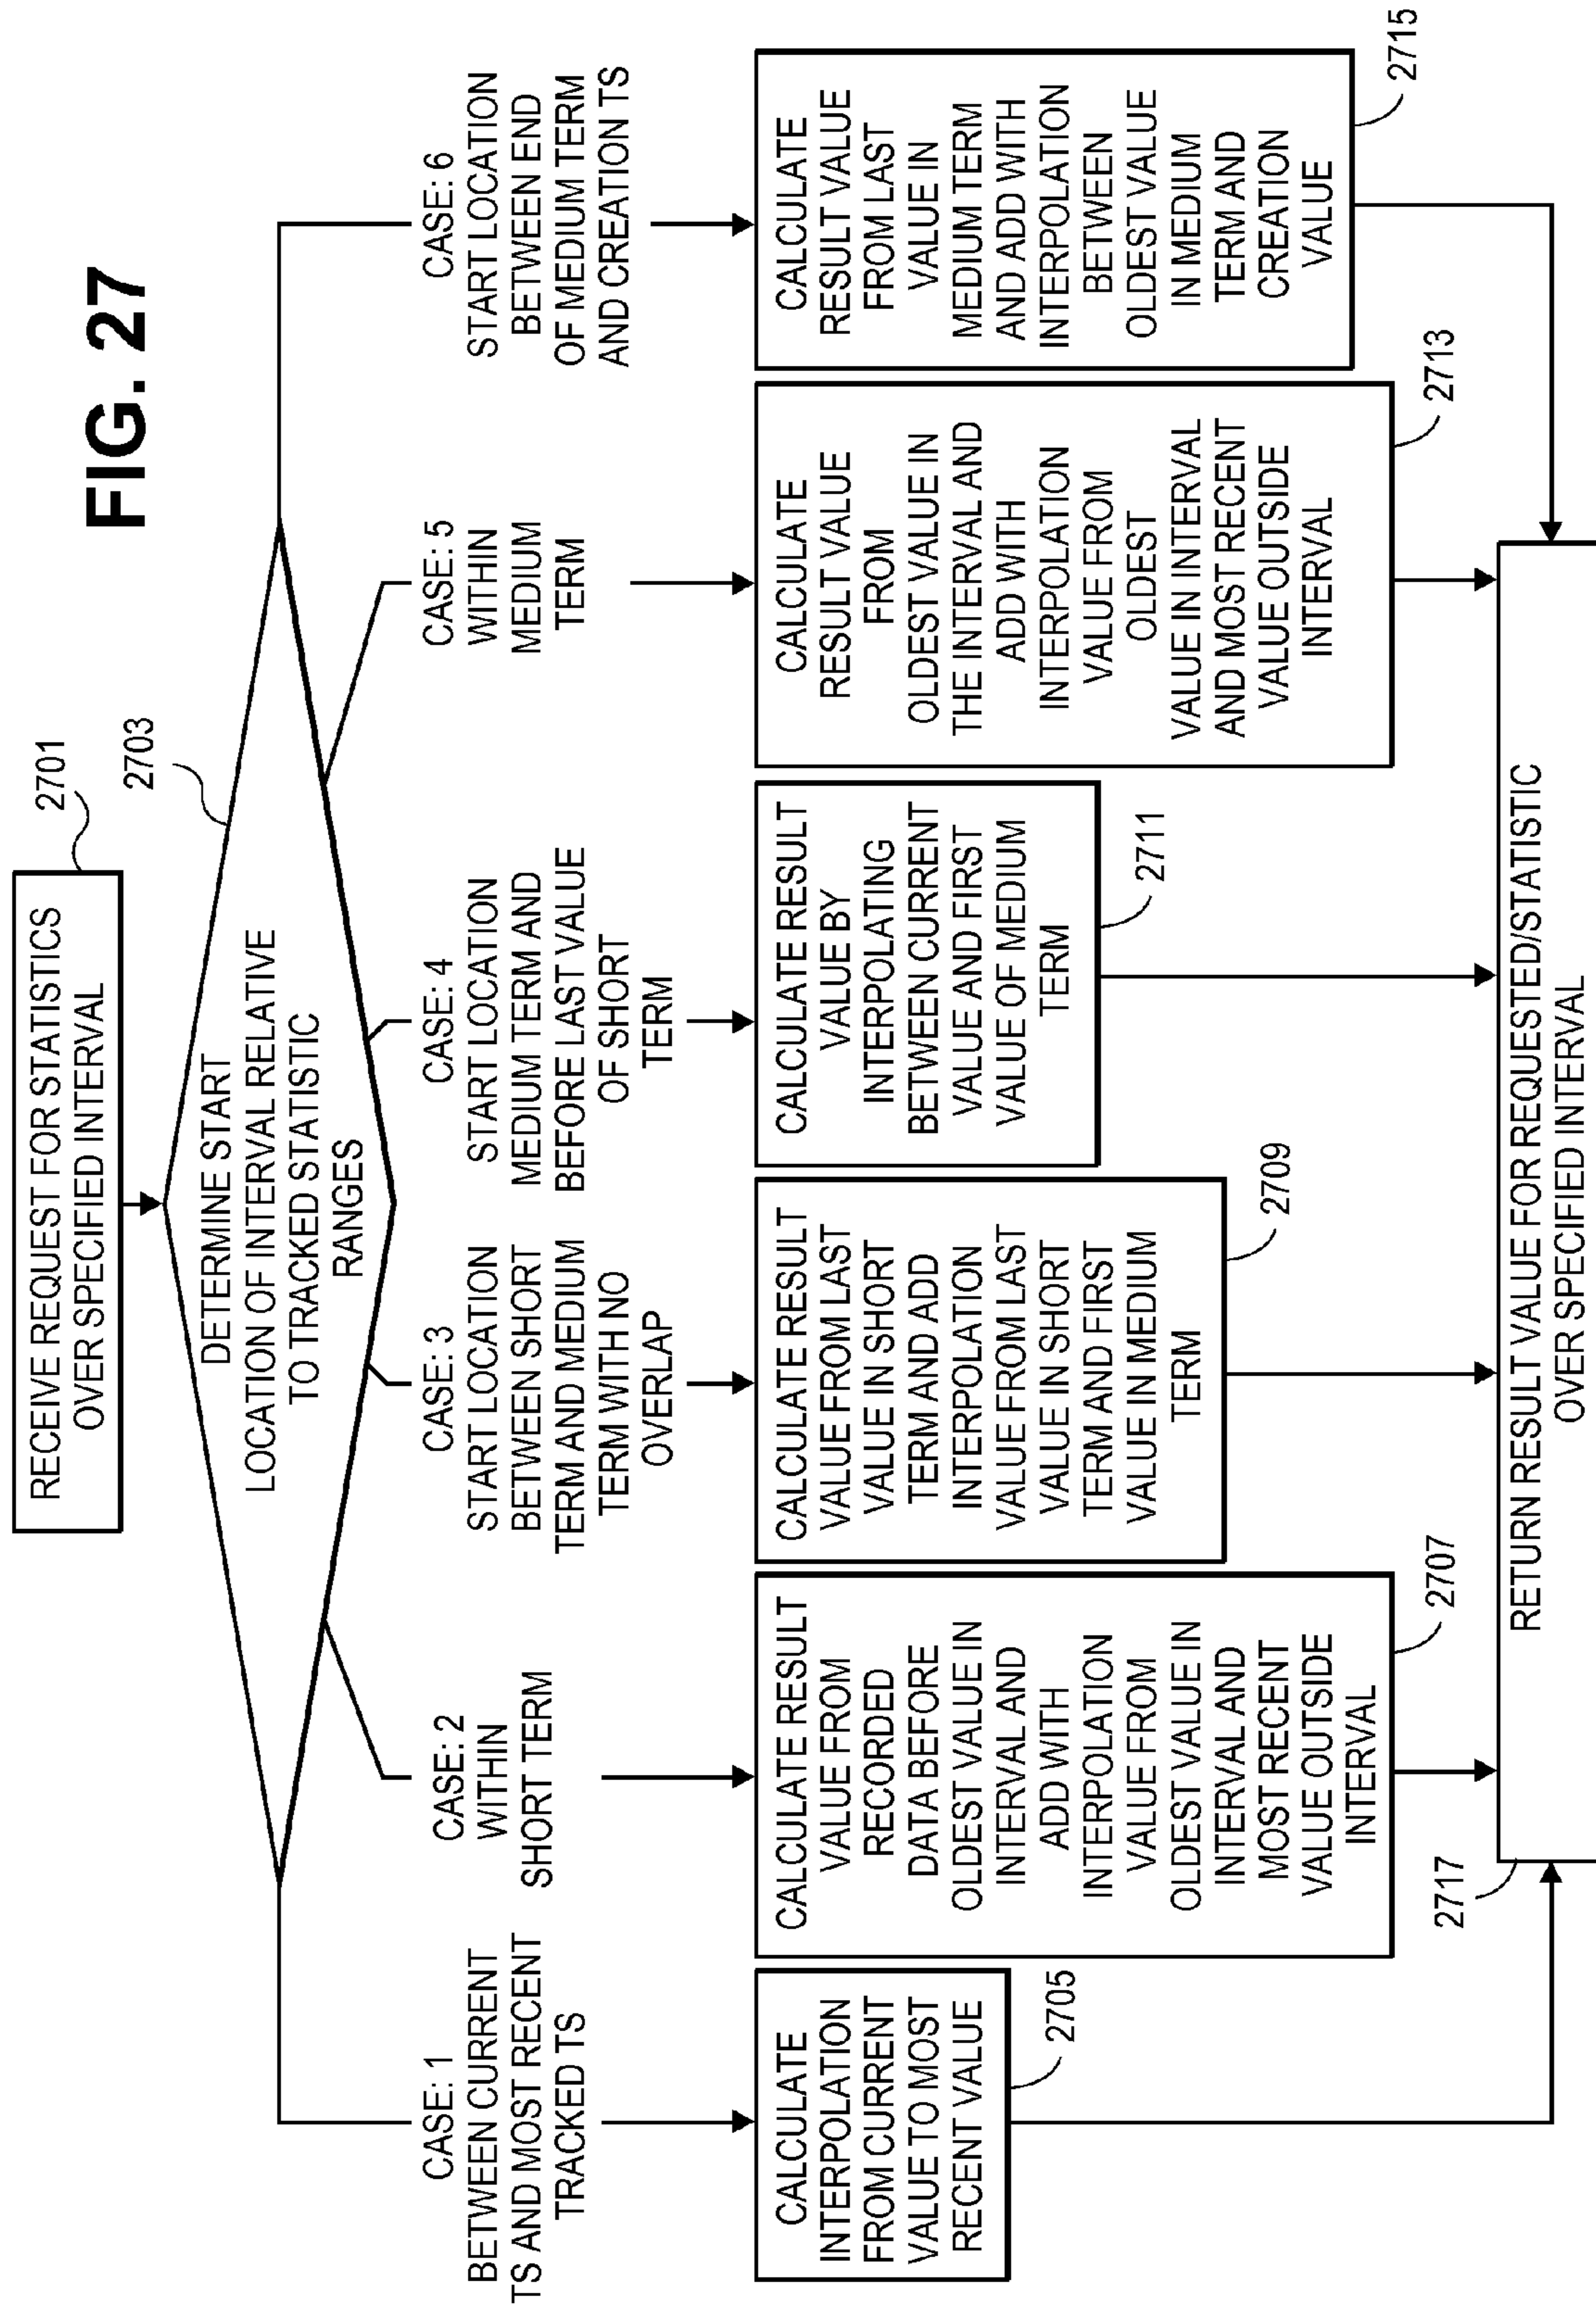 FIG. 27
RECEIVE REQUEST FOR STATISTICS
OVER SPECIFIED INTERVAL
2701
DETERMINE START
LOCATION OF INTERVAL RELATIVE
TO TRACKED STATISTIC
RANGES
2703
CASE: 1
BETWEEN CURRENT
TS AND MOST RECENT
TRACKED TS
CASE: 2
WITHIN
SHORT TERM
CASE: 3
START LOCATION
BETWEEN SHORT
TERM AND MEDIUM
TERM WITH NO
OVERLAP
CASE: 4
START LOCATION
MEDIUM TERM AND
BEFORE LAST VALUE
OF SHORT
TERM
CASE: 5
WITHIN
MEDIUM
TERM
CASE: 6
START LOCATION
BETWEEN END
OF MEDIUM TERM
AND CREATION TS
CALCULATE
INTERPOLATION
FROM CURRENT
VALUE TO MOST
RECENT VALUE
2705
CALCULATE RESULT
VALUE FROM
RECORDED
DATA BEFORE
OLDEST VALUE IN
INTERVAL AND
ADD WITH
INTERPOLATION
VALUE FROM
OLDEST VALUE IN
INTERVAL AND
MOST RECENT
VALUE OUTSIDE
INTERVAL
2707
CALCULATE RESULT
VALUE FROM LAST
VALUE IN SHORT
TERM AND ADD
INTERPOLATION
VALUE FROM LAST
VALUE IN SHORT
TERM AND FIRST
VALUE IN MEDIUM
TERM
2709
CALCULATE RESULT
VALUE BY
INTERPOLATING
BETWEEN CURRENT
VALUE AND FIRST
VALUE OF MEDIUM
TERM
2711
CALCULATE
RESULT VALUE
FROM
OLDEST VALUE IN
THE INTERVAL AND
ADD WITH
INTERPOLATION
VALUE FROM
OLDEST
VALUE IN INTERVAL
AND MOST RECENT
VALUE OUTSIDE
INTERVAL
2713
CALCULATE
RESULT VALUE
FROM LAST
VALUE IN
MEDIUM TERM
AND ADD WITH
INTERPOLATION
BETWEEN
OLDEST VALUE
IN MEDIUM
TERM AND
CREATION
VALUE
2715
2717
RETURN RESULT VALUE FOR REQUESTED/STATISTIC
OVER SPECIFIED INTERVAL